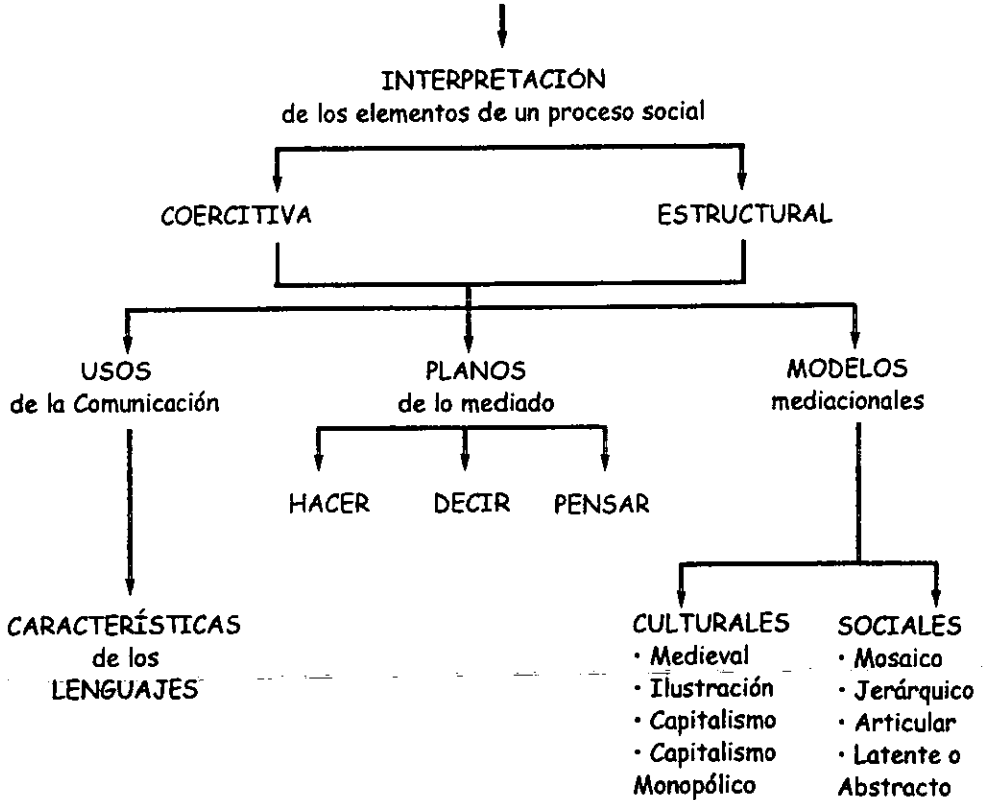 INTERPRETACIÓN
de los elementos de un proceso social
COERCITIVA
ESTRUCTURAL
USOS
de la Comunicación
PLANOS
de lo mediado
MODELOS
mediacionales
HACER
DECIR
PENSAR
CARACTERÍSTICAS
de los
LENGUAJES
CULTURALES
· Medieval
· Ilustración
· Capitalismo
· Capitalismo
Monopólico
SOCIALES
· Mosaico
· Jerárquico
· Articular
· Latente o
Abstracto